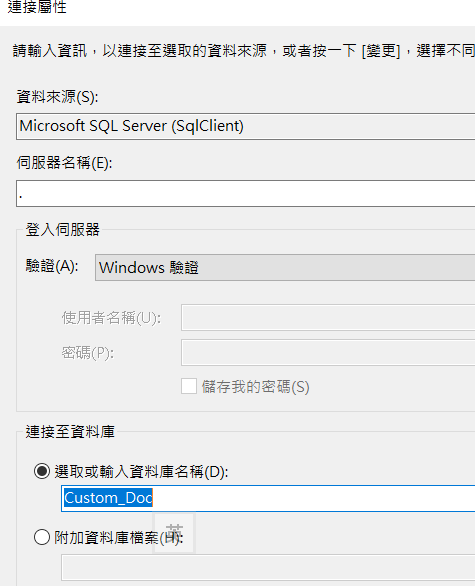 連接屬性
請輸入資訊，以連接至選取的資料來源，或者按一下 [變更]，選擇不同
資料來源(S):
Microsoft SQL Server (SqlClient)
伺服器名稱(E):
.
登入伺服器
驗證(A):
Windows 驗證
使用者名稱(U):
密碼(P):
儲存我的密碼(S)
連接至資料庫
選取或輸入資料庫名稱(D):
Custom_Doc
附加資料庫檔案(H):
英